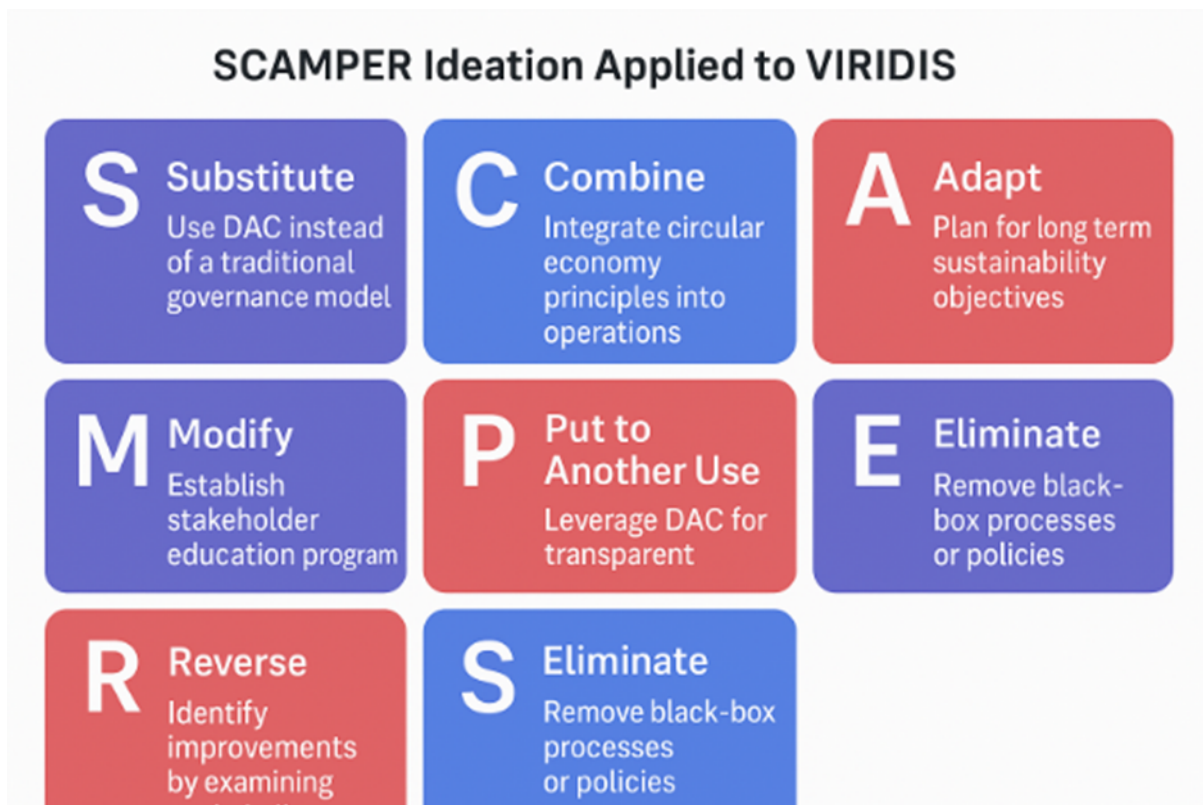 SCAMPER Ideation Applied to VIRIDIS
S
Substitute
Use DAC instead
of a traditional
governance model
C
Combine
Integrate circular
economy
principles into
operations
A
Adapt
Plan for long term
sustainability
objectives
M
Modify
Establish
stakeholder
education program
P
Put to
Another Use
Leverage DAC for
transparent
E
Eliminate
Remove black-
box processes
or policies
R
Reverse
Identify
improvements
by examining
S
Eliminate
Remove black-box
processes
or policies